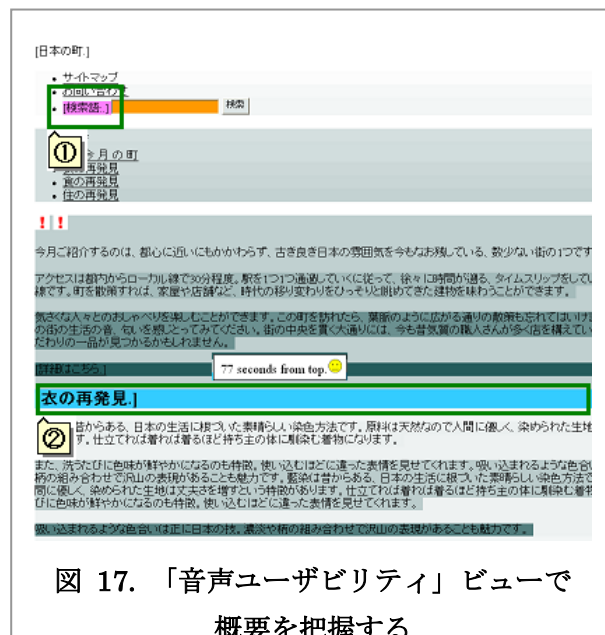 [日本の町.]
サイトマップ
お問い合わせ
[検索語:.] 検索
①
今月の町
衣の再発見
食の再発見
住の再発見
!!
今月ご紹介するのは、都心に近いにもかかわらず、古き良き日本の雰囲気を今もなお残している、数少ない街の1つです
アクセスは都内からローカル線で30分程度。駅を1つ1つ通過していくに従って、徐々に時間が遡る、タイムスリップをしてい
線です。町を散策すれば、家屋や店舗など、時代の移り変わりをひっそりと眺めてきた建物を味わうことができます。
気さくな人々とのおしゃべりを楽しむことができます。この町を訪れたら、葉脈のように広がる通りの散策も忘れてはいけま
の街の生活の音、匂いを感じとってみてください。街の中央を貫く大通りには、今も昔気質の職人さんが多く店を構えてい
だわりの一品が見つかるかもしれません。
[詳細はこちら.]
77 seconds from top.
衣の再発見.]
②
昔からある、日本の生活に根づいた素晴らしい染色方法です。原料は天然なので人間に優しく、染められた生地
す。仕立てれば着れば着るほど持ち主の体に馴染む着物になります。
また、洗うたびに色味が鮮やかになるのも特徴。使い込むほどに違った表情を見せてくれます。吸い込まれるような色合い
柄の組み合わせで沢山の表現があることも魅力です。藍染は昔からある、日本の生活に根づいた素晴らしい染色方法で
間に優しく、染められた生地は丈夫さを増すという特徴があります。仕立てれば着れば着るほど持ち主の体に馴染む着物
びに色味が鮮やかになるのも特徴。使い込むほどに違った表情を見せてくれます。
吸い込まれるような色合いは正に日本の技。濃淡や柄の組み合わせで沢山の表現があることも魅力です。
図 17. 「音声ユーザビリティ」ビューで
概要を把握する